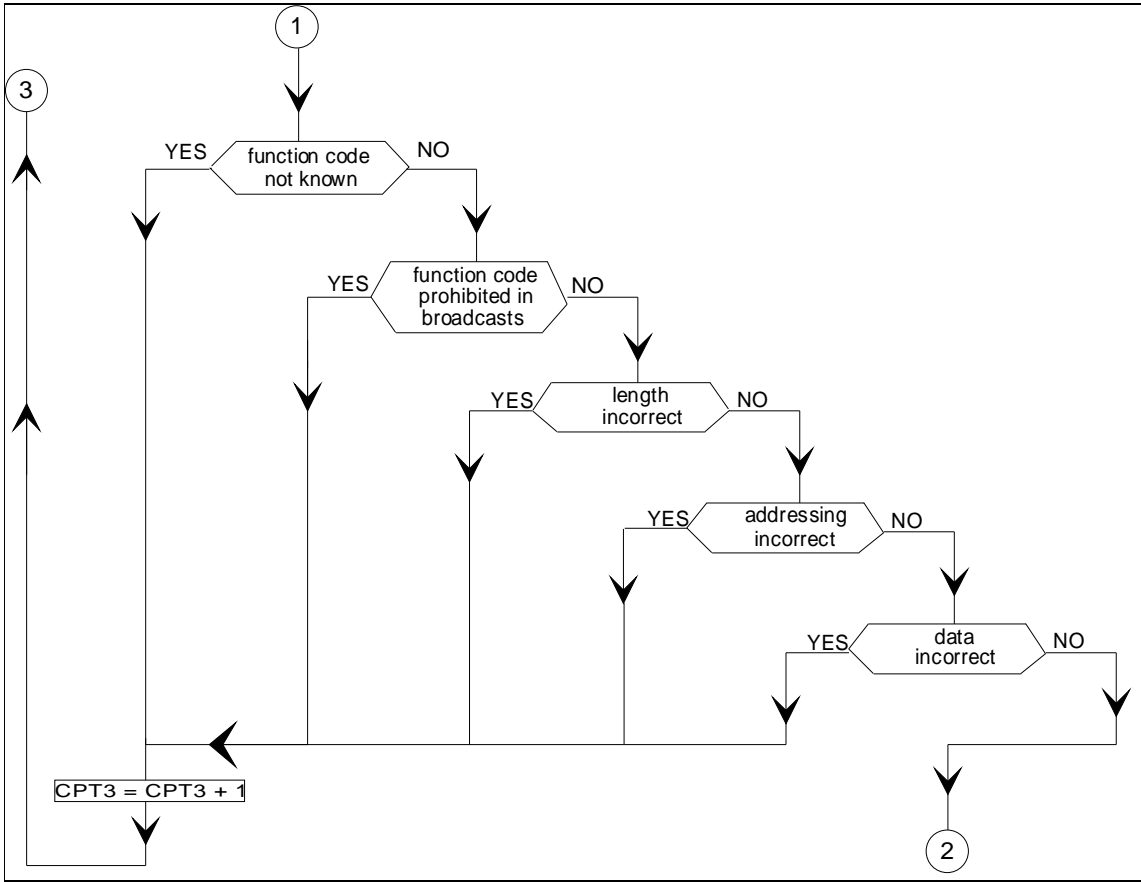 1
3
YES
function code
not known
NO
YES
function code
prohibited in
broadcasts
NO
YES
length
incorrect
NO
YES
addressing
incorrect
NO
YES
data
incorrect
NO
CPT3 = CPT3 + 1
2